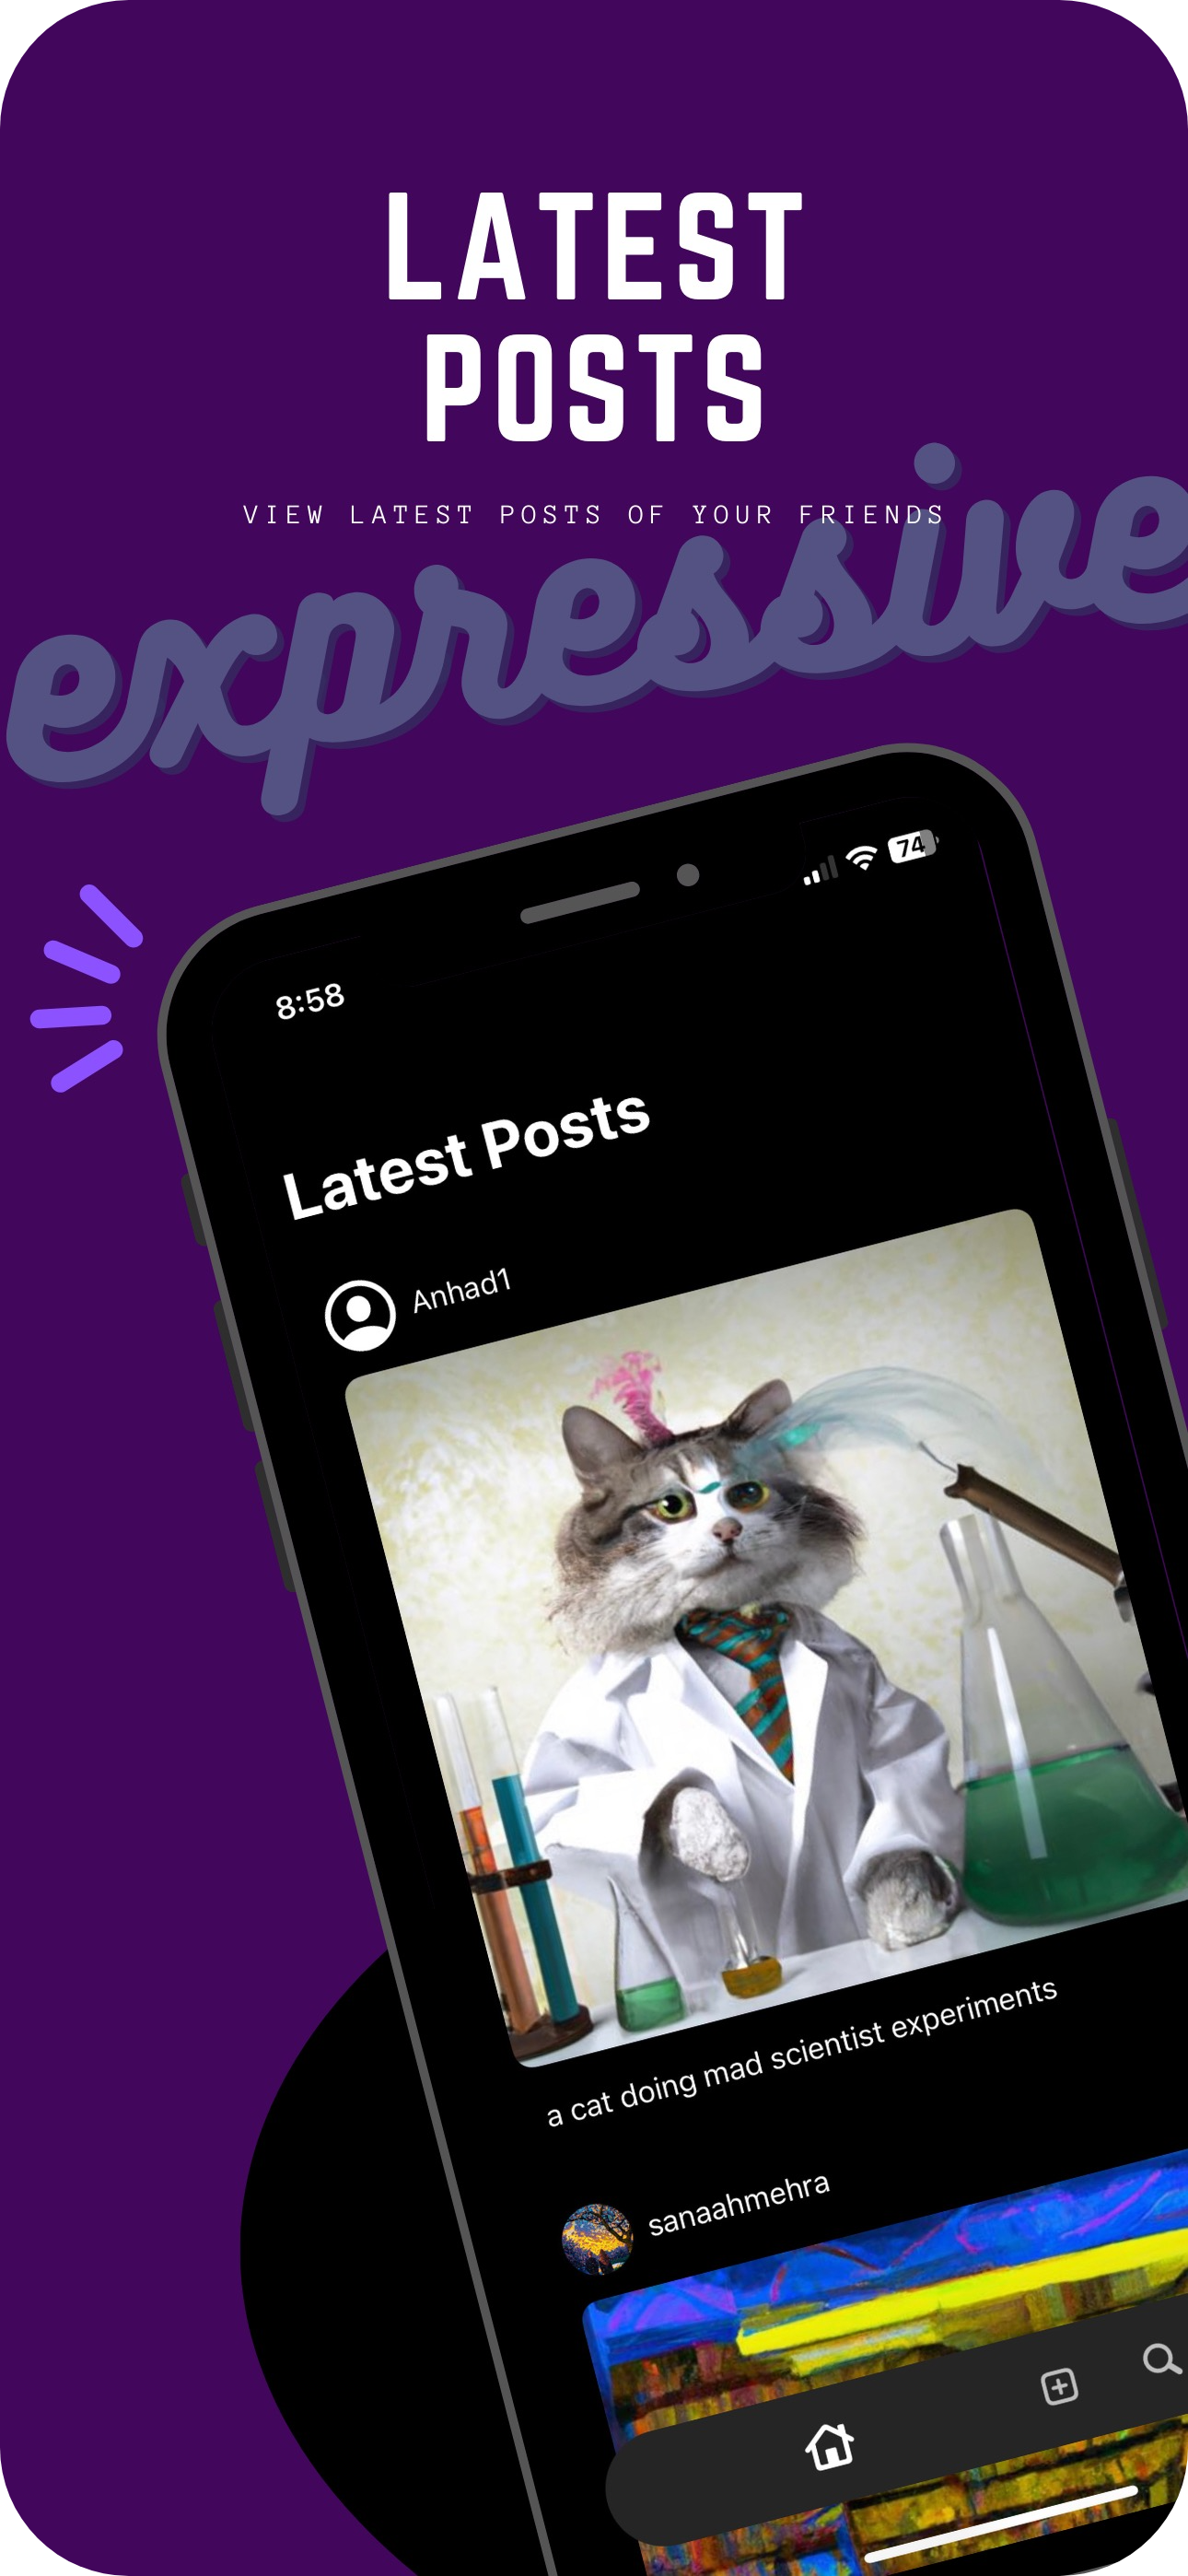 LATEST
POSTS
VIEW LATEST POSTS OF YOUR FRIENDS
expressive
74
8:58
Latest Posts
Anhad1
a cat doing mad scientist experiments
sanaahmehra